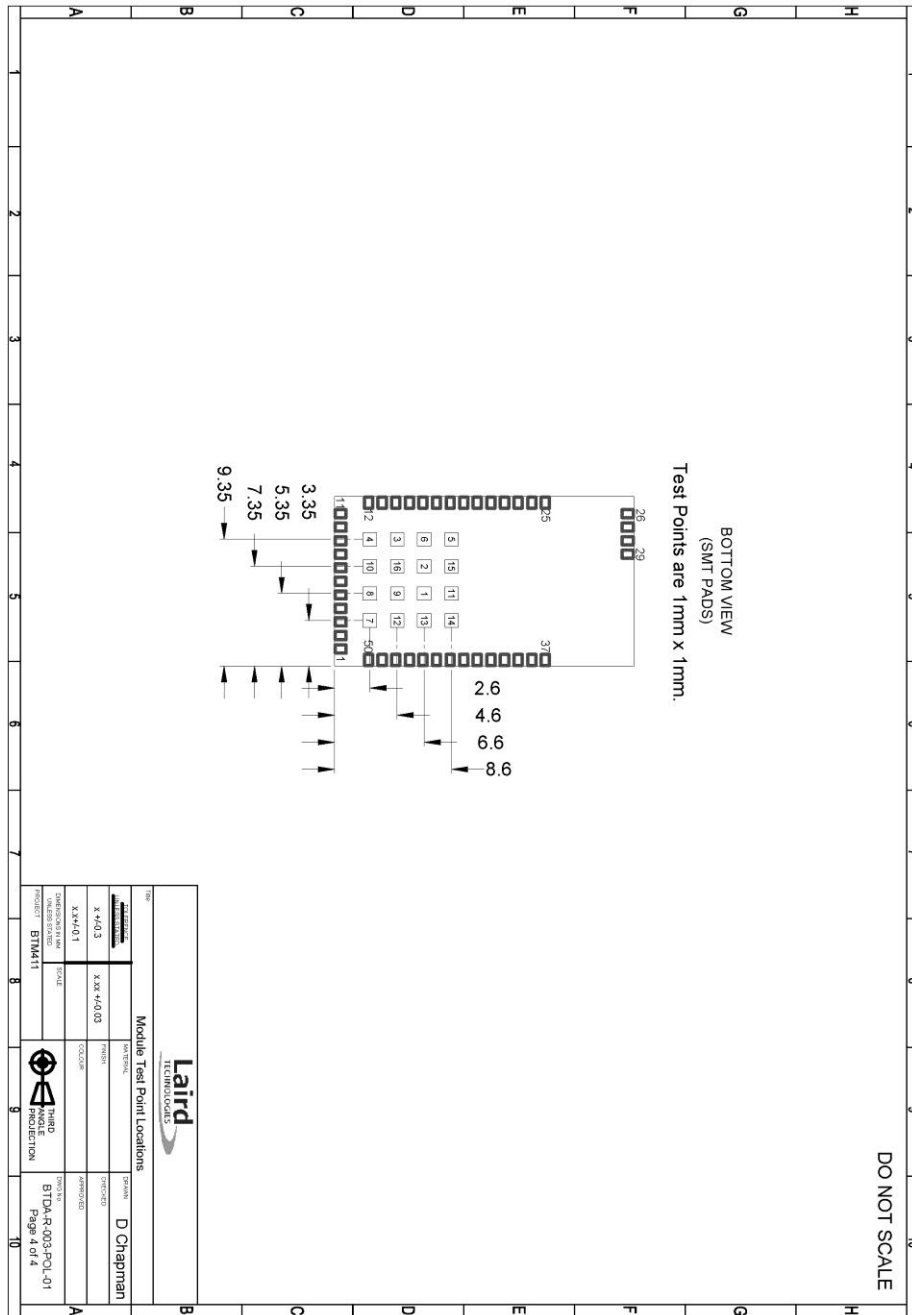 DO NOT SCALE
H
G
F
E
D
C
B
A
1
2
3
4
5
6
7
8
9
10
BOTTOM VIEW
(SMT PADS)
Test Points are 1mm x 1mm.
26
29
25
37
12
50
11
1
5 15 11 14
6 2 1 13
3 16 9 12
4 10 8 7
2.6
4.6
6.6
8.6
3.35
5.35
7.35
9.35
Laird
TECHNOLOGIES
Title
Module Test Point Locations
TOLERENCE
UNLESS STATED
X +/-0.3
X.X+/-0.1
X.XX +/-0.03
DIMENSIONS IN MM
UNLESS STATED
SCALE
PROJECT BTM411
MATERIAL
FINISH
COLOUR
THIRD
ANGLE
PROJECTION
DRAWN D Chapman
CHECKED
APPROVED
DWG No.
BTDA-R-003-POL-01
Page 4 of 4
H
G
F
E
D
C
B
A